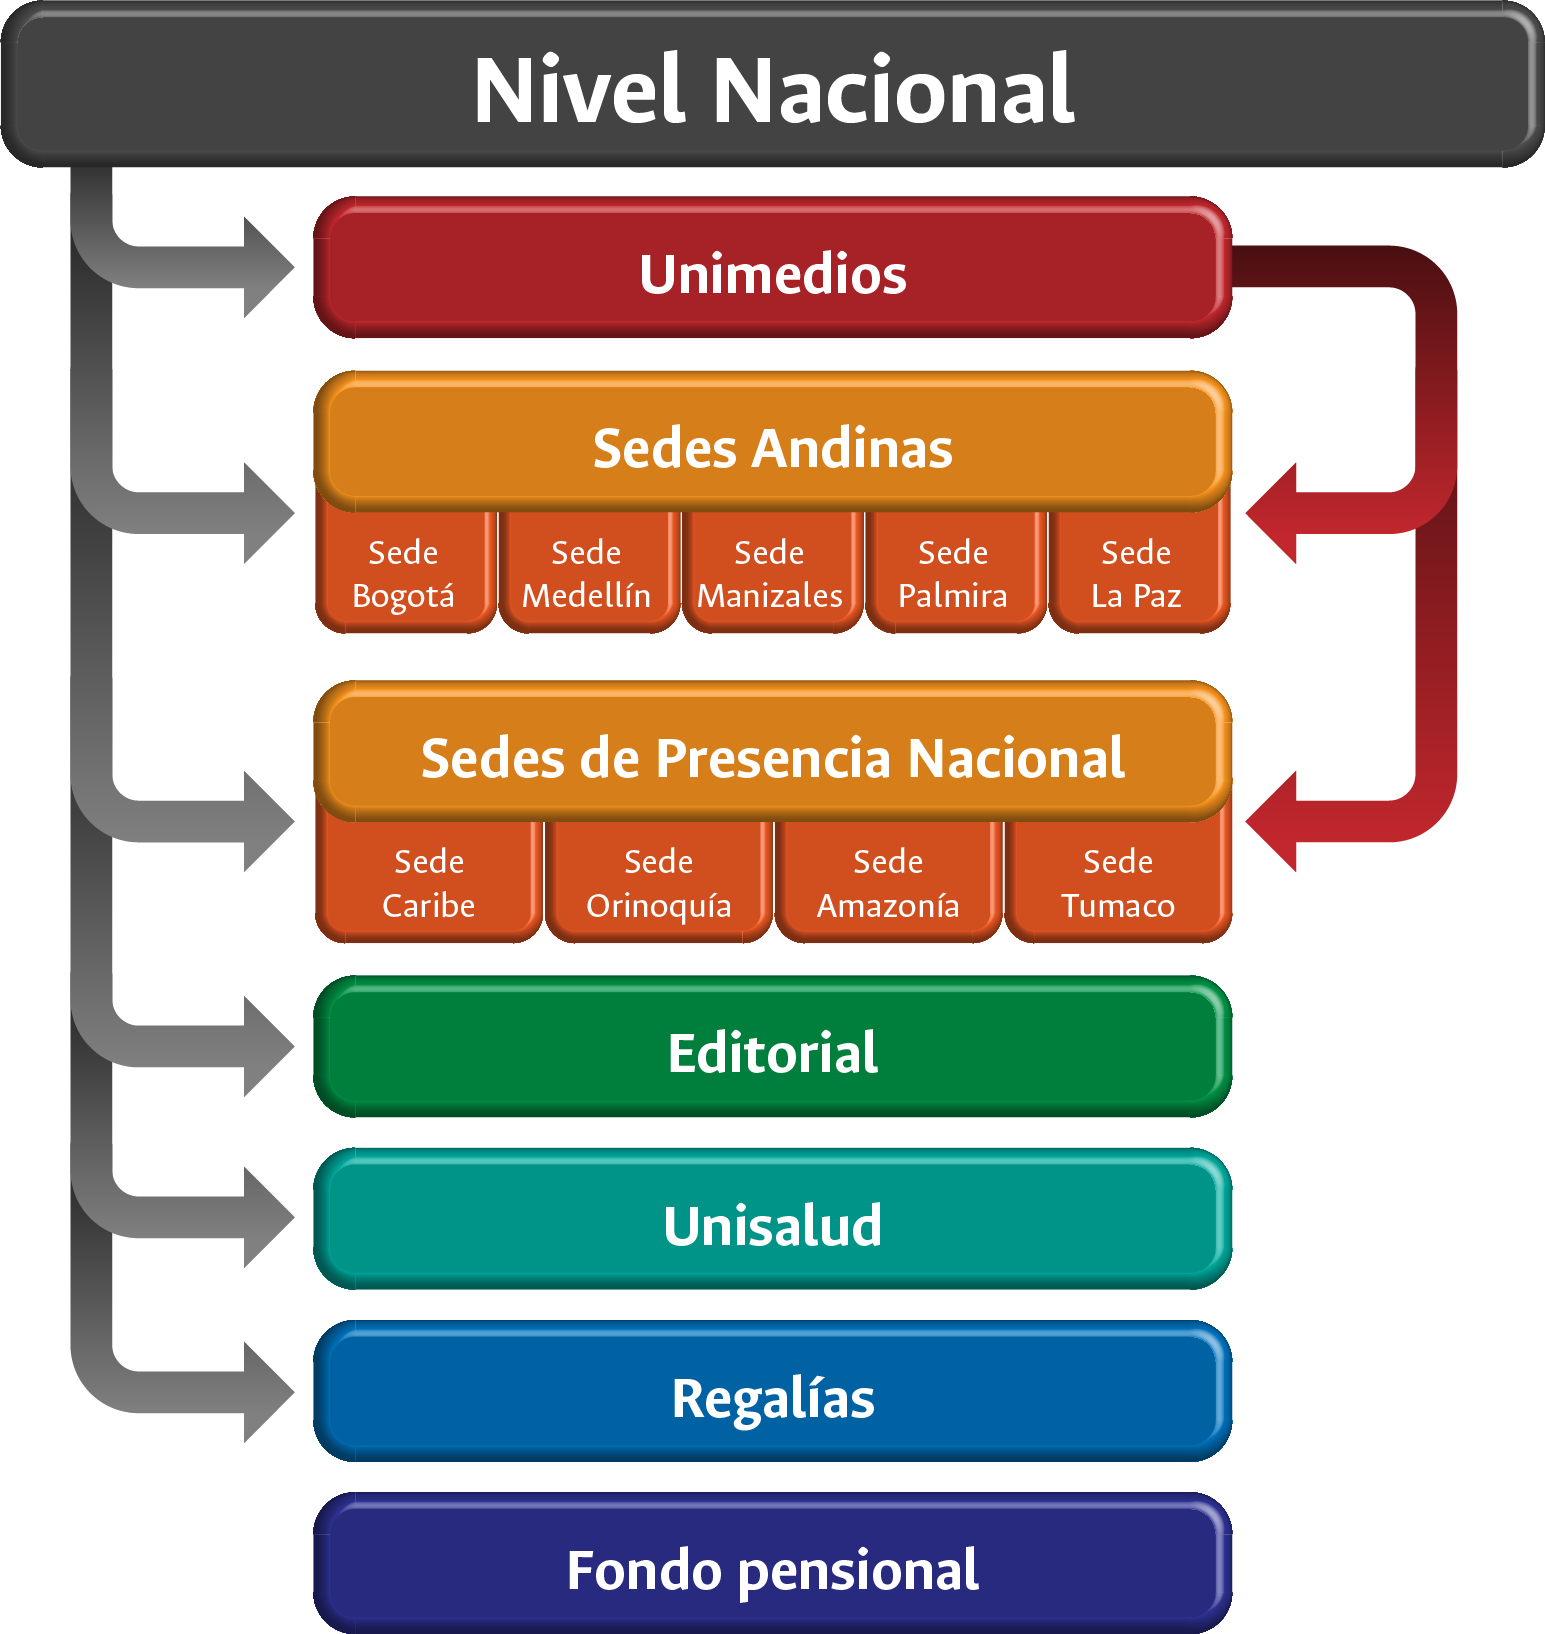 Nivel Nacional
Unimedios
Sedes Andinas
Sede
Bogotá
Sede
Medellín
Sede
Manizales
Sede
Palmira
Sede
La Paz
Sedes de Presencia Nacional
Sede
Caribe
Sede
Orinoquía
Sede
Amazonía
Sede
Tumaco
Editorial
Unisalud
Regalías
Fondo pensional